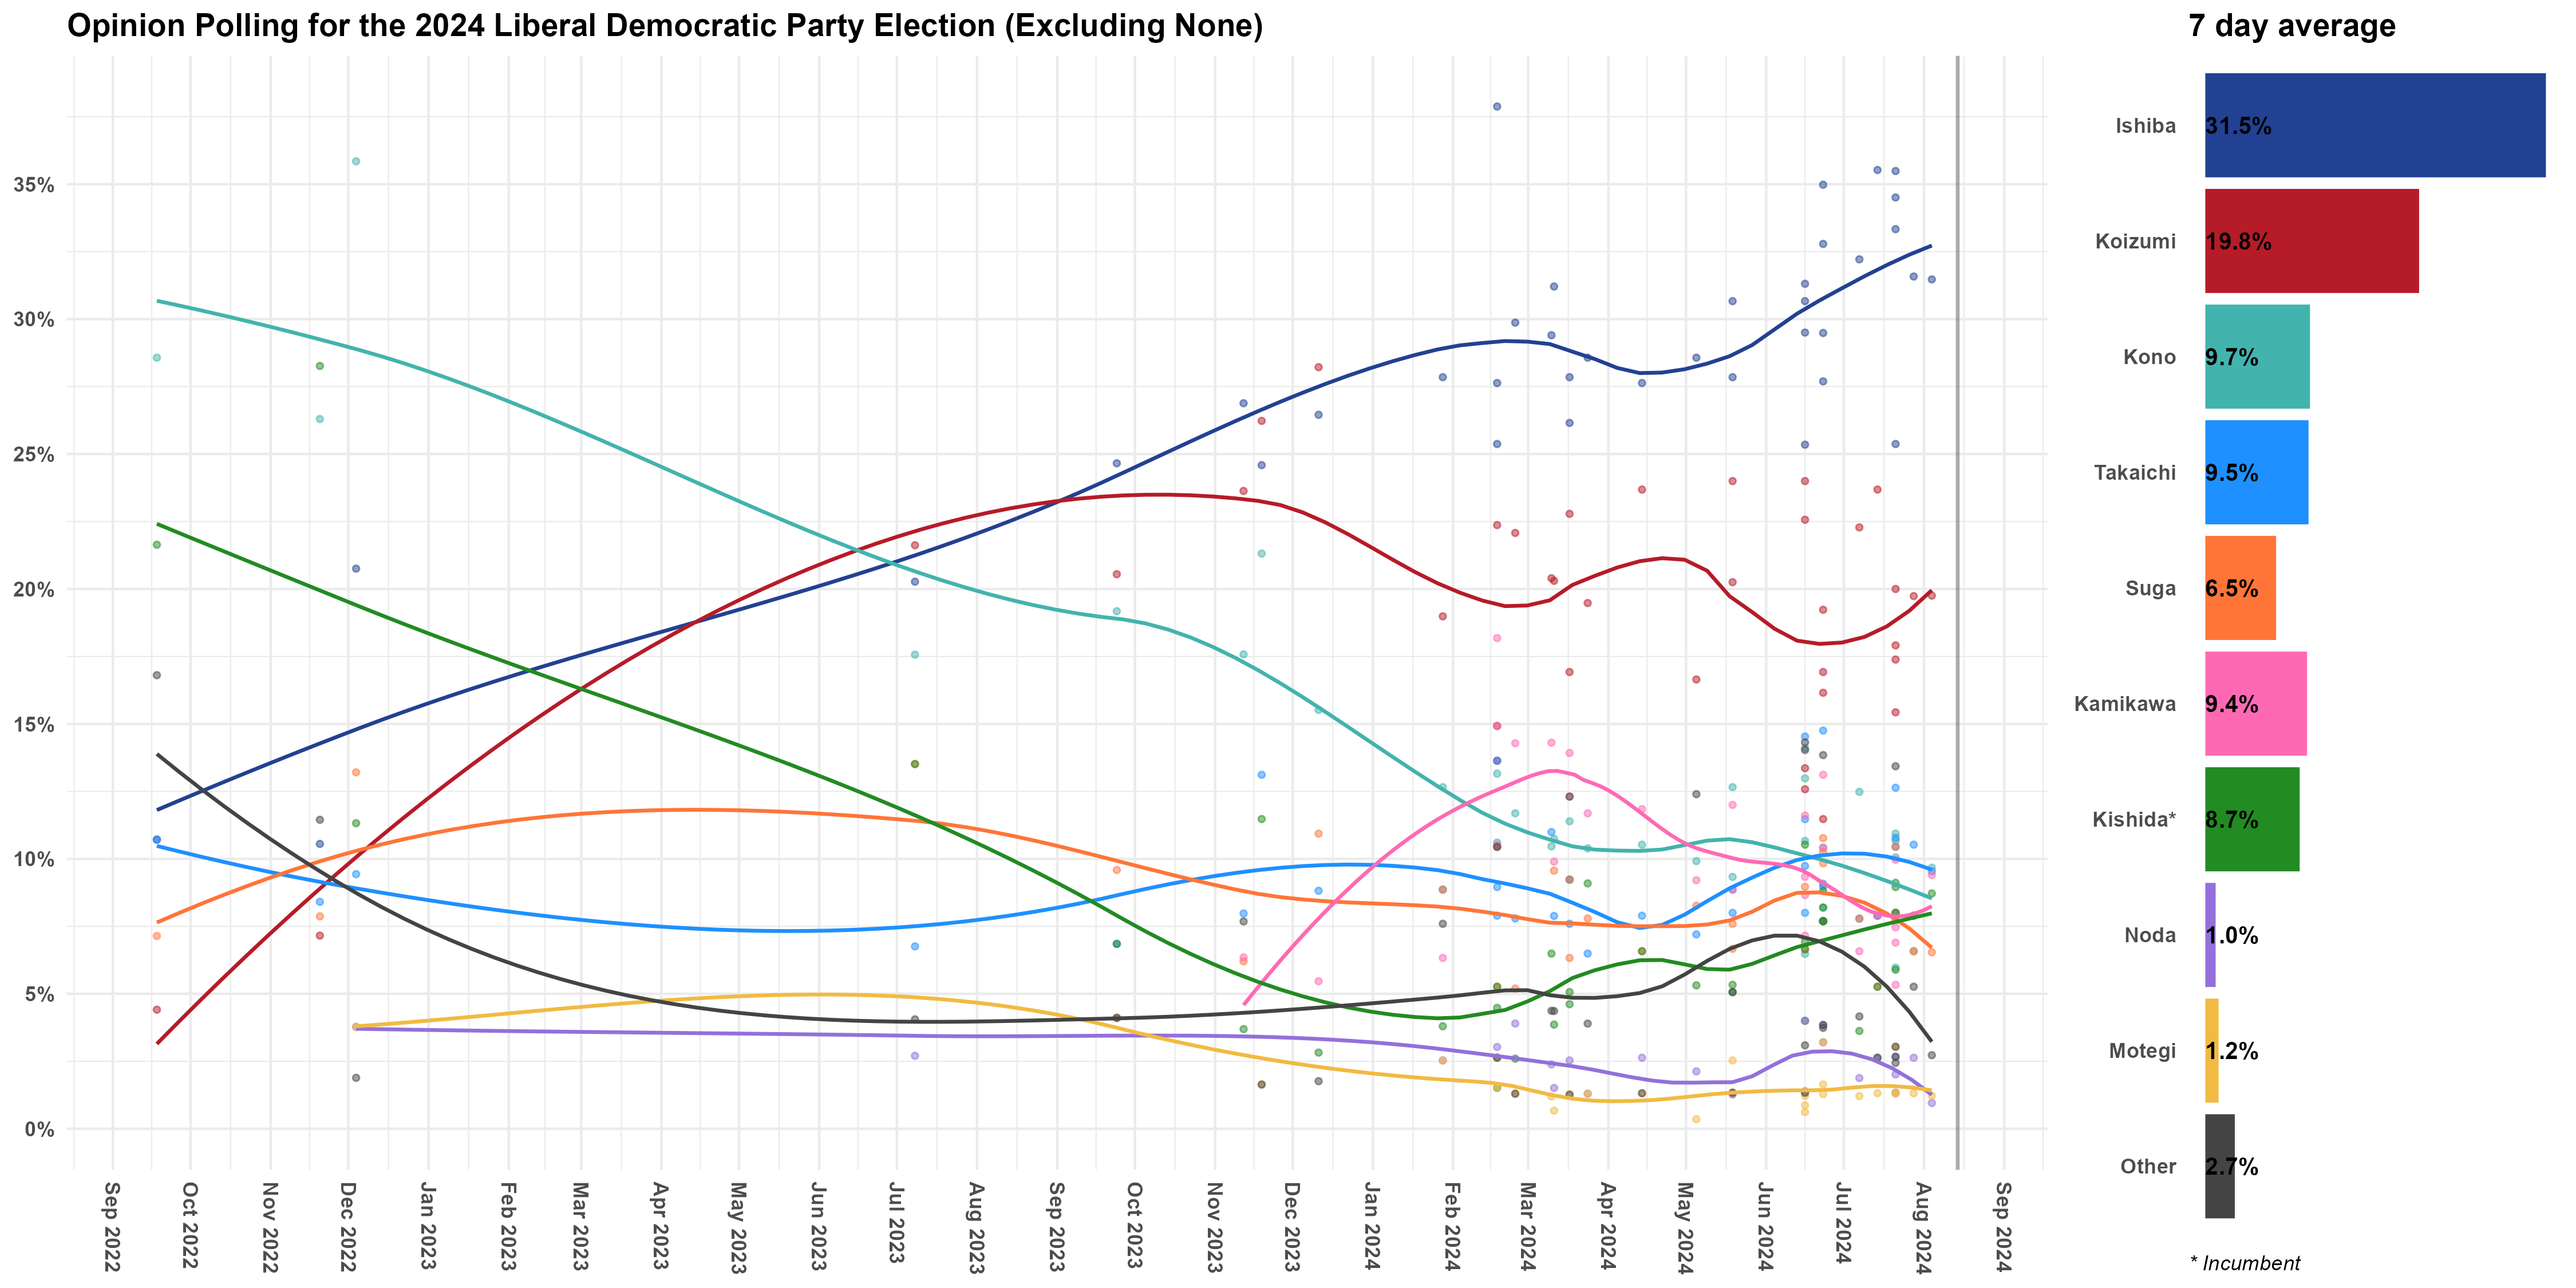 Opinion Polling for the 2024 Liberal Democratic Party Election (Excluding None)
35%
30%
25%
20%
15%
10%
5%
0%
Sep 2022
Oct 2022
Nov 2022
Dec 2022
Jan 2023
Feb 2023
Mar 2023
Apr 2023
May 2023
Jun 2023
Jul 2023
Aug 2023
Sep 2023
Oct 2023
Nov 2023
Dec 2023
Jan 2024
Feb 2024
Mar 2024
Apr 2024
May 2024
Jun 2024
Jul 2024
Aug 2024
Sep 2024
7 day average
Ishiba 31.5%
Koizumi 19.8%
Kono 9.7%
Takaichi 9.5%
Suga 6.5%
Kamikawa 9.4%
Kishida* 8.7%
Noda 1.0%
Motegi 1.2%
Other 2.7%
* Incumbent